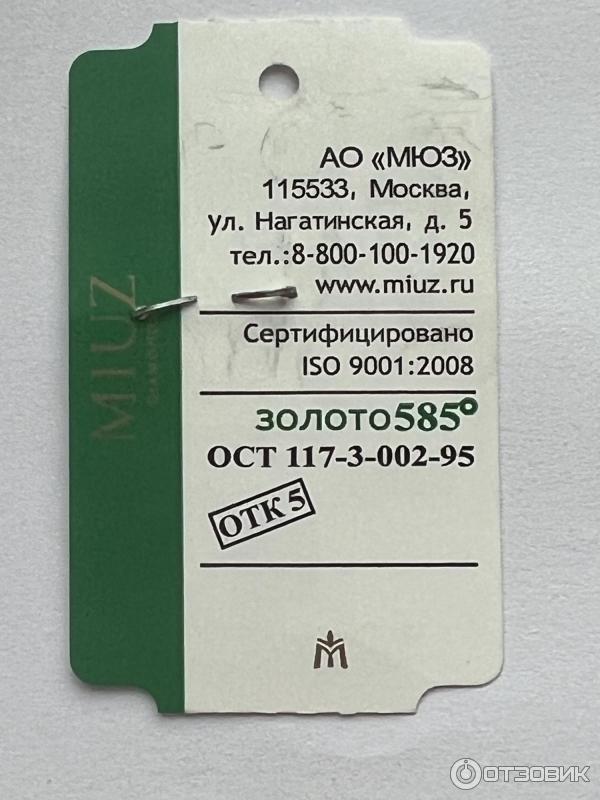 АО «МЮЗ»
115533, Москва,
ул. Нагатинская, д. 5
тел.:8-800-100-1920
www.miuz.ru
Сертифицировано
ISO 9001:2008
золото585°
ОСТ 117-3-002-95
ОТК 5
MIUZ
ОТЗОВИК